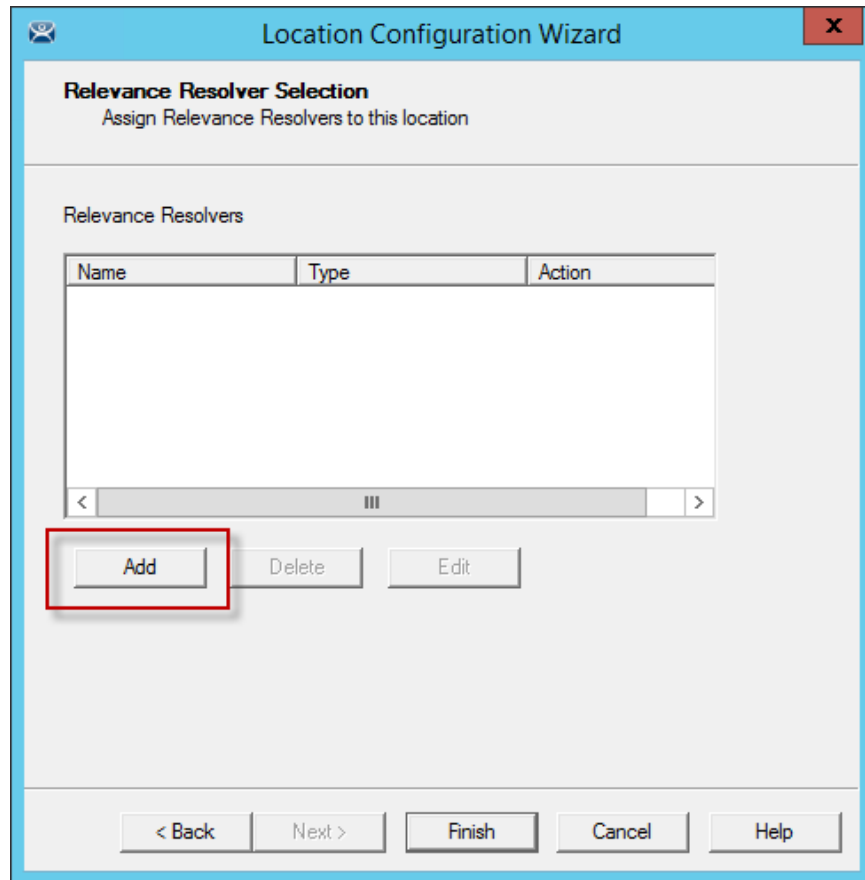 Location Configuration Wizard
x
Relevance Resolver Selection
Assign Relevance Resolvers to this location
Relevance Resolvers
Name Type Action
Add Delete Edit
< Back Next > Finish Cancel Help